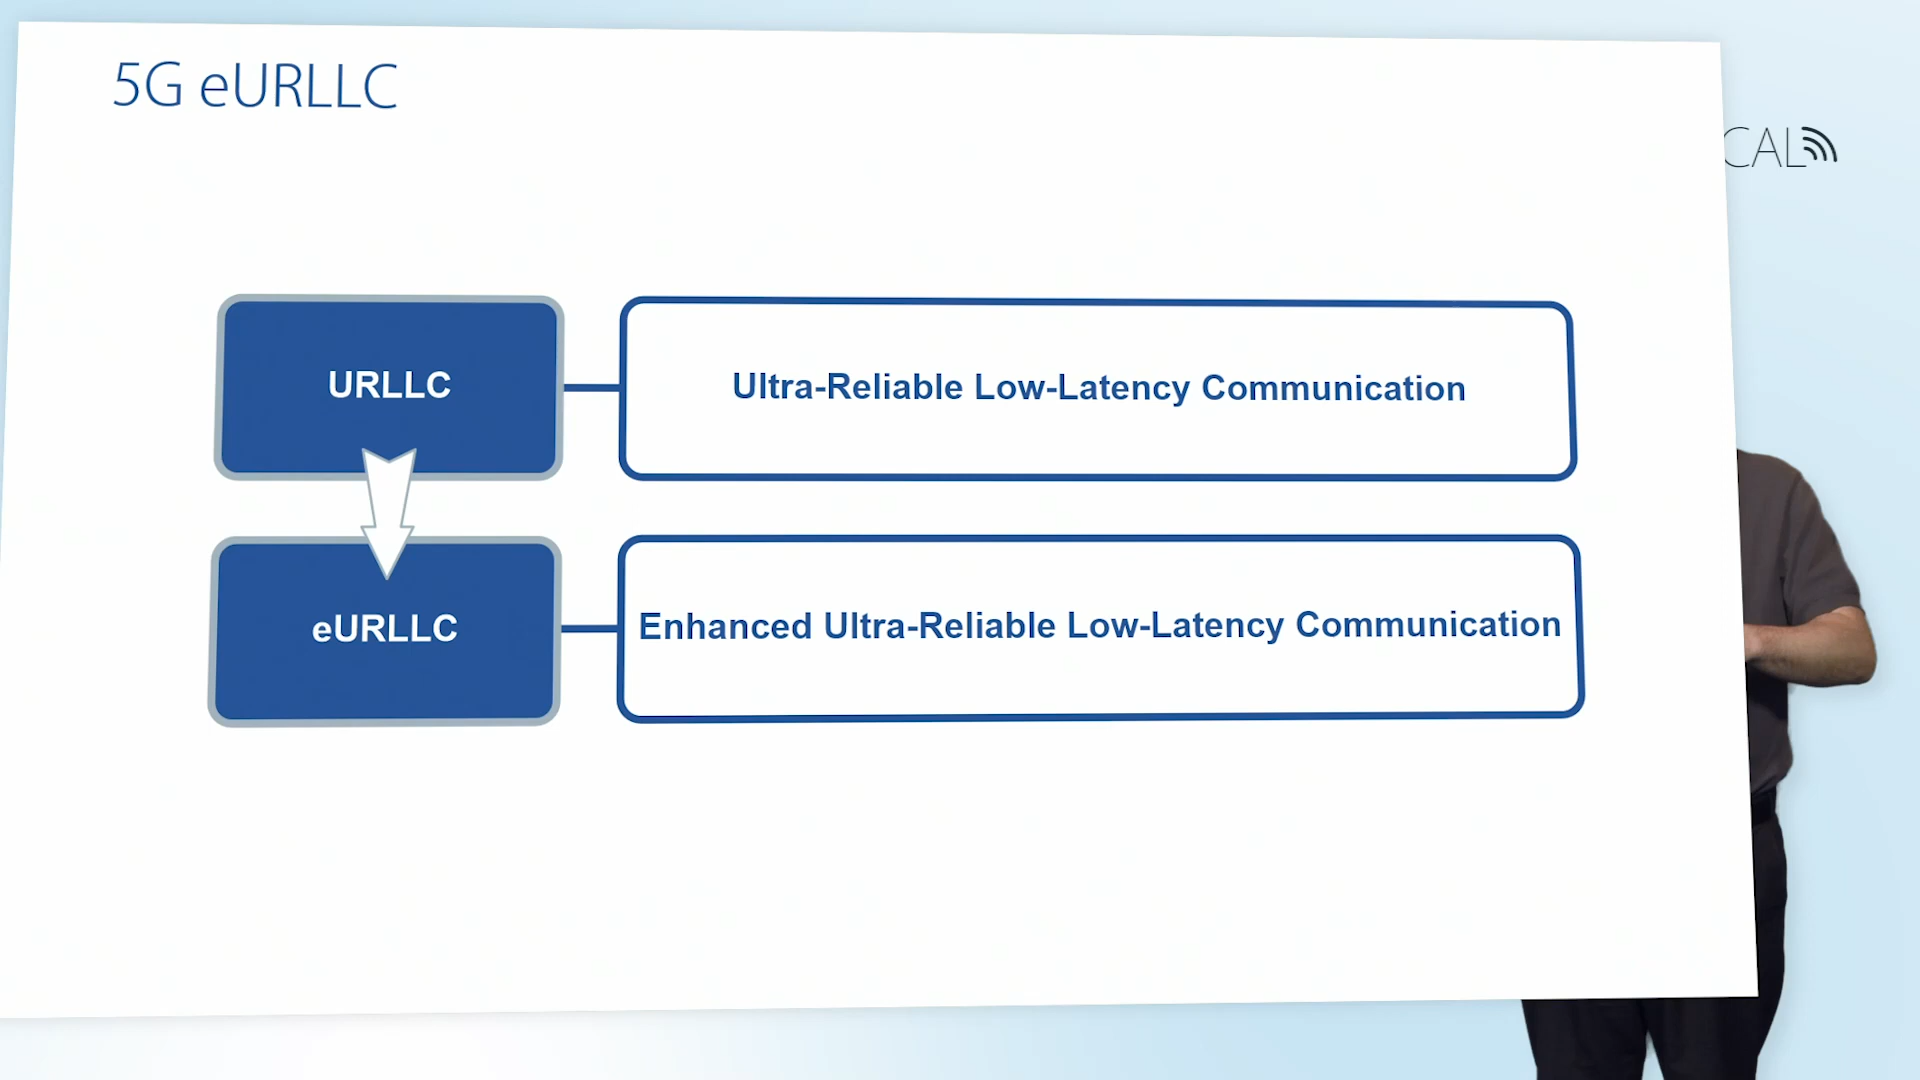 5G eURLLC
CAL
URLLC
Ultra-Reliable Low-Latency Communication
eURLLC
Enhanced Ultra-Reliable Low-Latency Communication